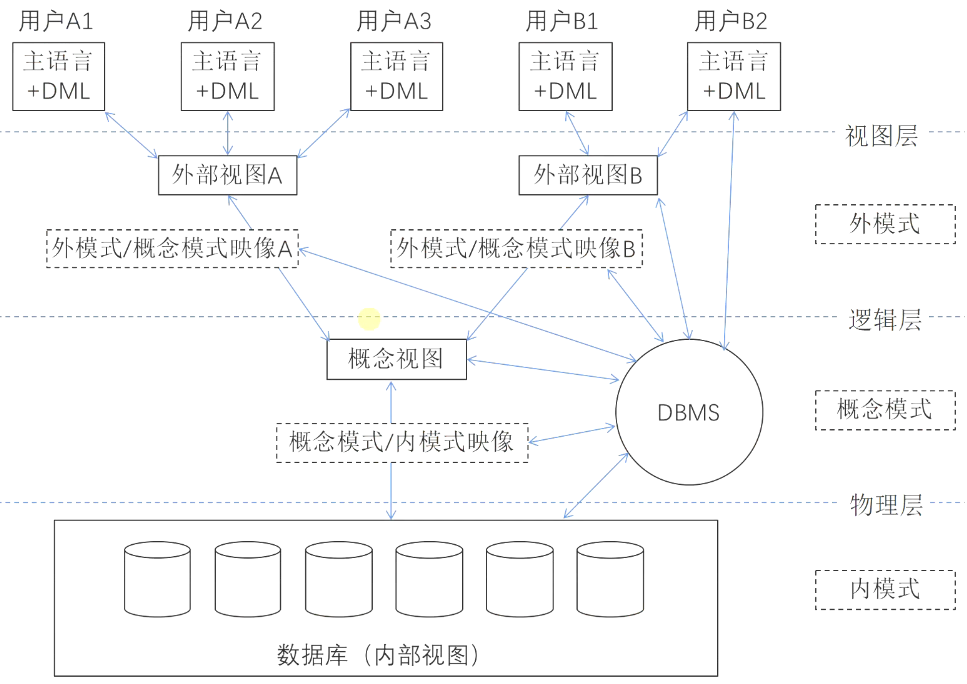 用户A1
用户A2
用户A3
用户B1
用户B2
主语言
+DML
主语言
+DML
主语言
+DML
主语言
+DML
主语言
+DML
视图层
外部视图A
外部视图B
外模式
外模式/概念模式映像A
外模式/概念模式映像B
逻辑层
概念视图
概念模式
DBMS
概念模式/内模式映像
物理层
内模式
数据库（内部视图）